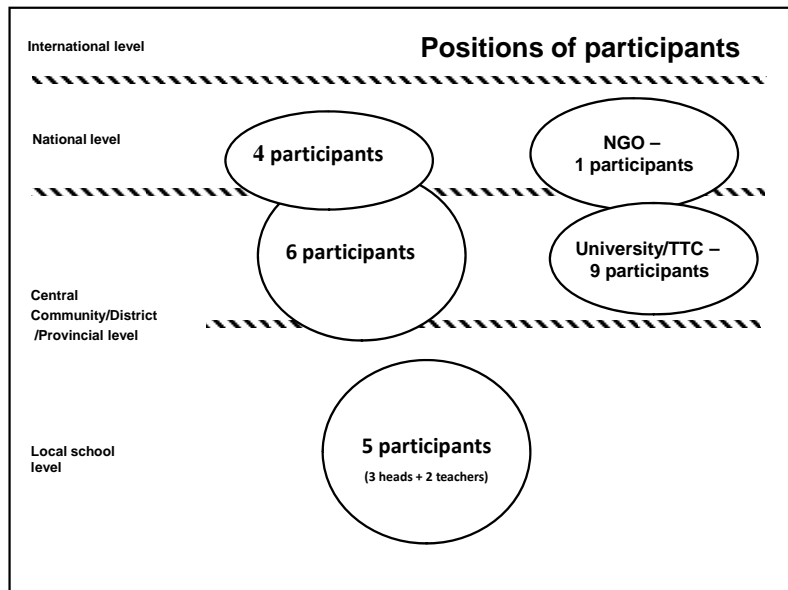 International level
Positions of participants
National level
4 participants
NGO –
1 participants
6 participants
University/TTC –
9 participants
Central
Community/District
/Provincial level
Local school
level
5 participants
(3 heads + 2 teachers)